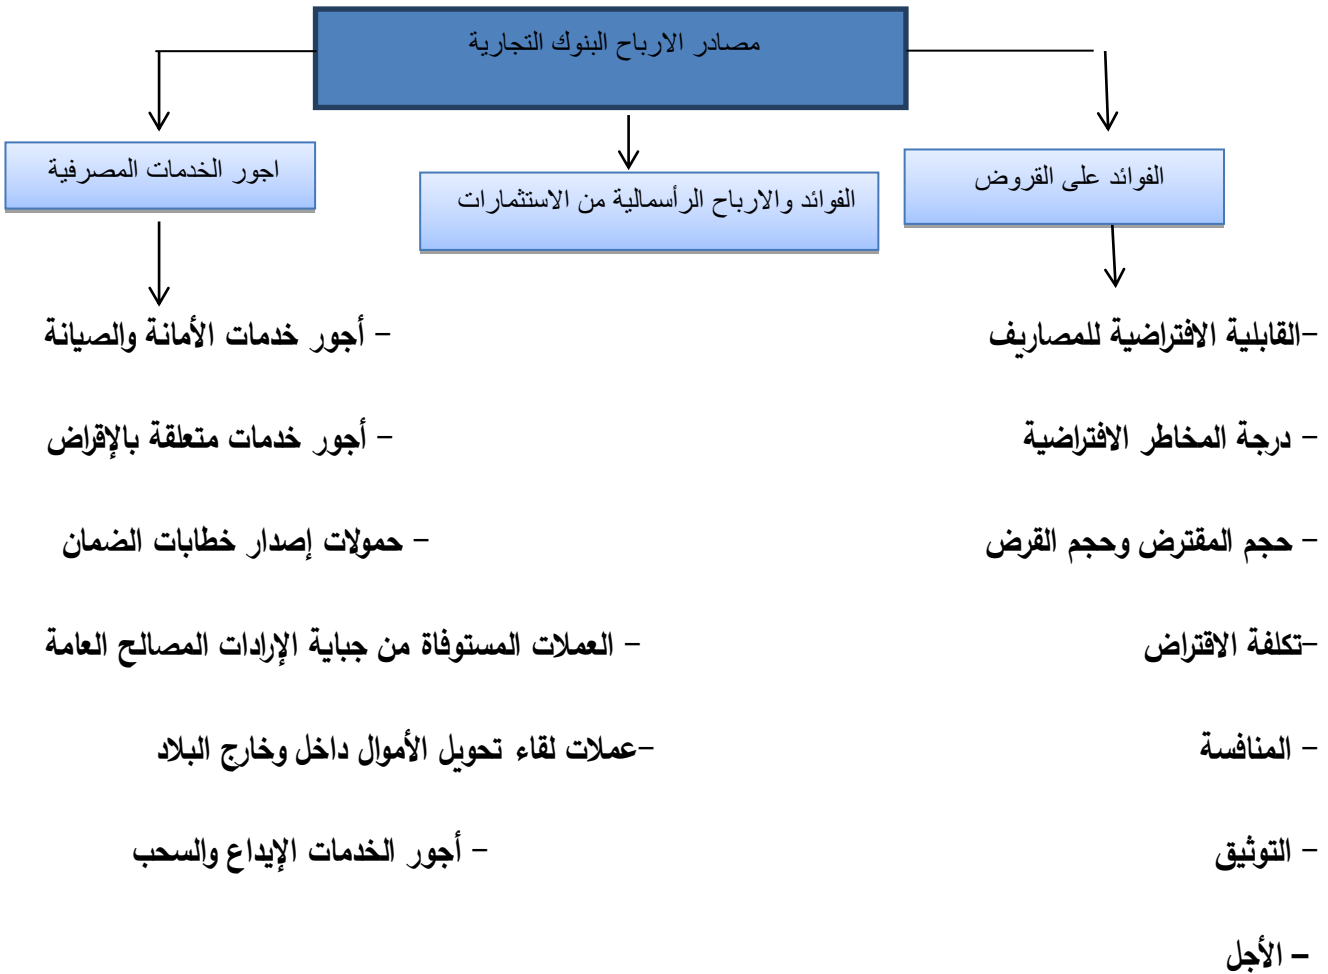 مصادر الارباح البنوك التجارية
الفوائد على القروض
الفوائد والارباح الرأسمالية من الاستثمارات
اجور الخدمات المصرفية
-القابلية الافتراضية للمصاريف
- درجة المخاطر الافتراضية
- حجم المقترض وحجم القرض
-تكلفة الاقتراض
- المنافسة
- التوثيق
- الأجل
- أجور خدمات الأمانة والصيانة
- أجور خدمات متعلقة بالإقراض
- حمولات إصدار خطابات الضمان
- العملات المستوفاة من جباية الإرادات المصالح العامة
-عملات لقاء تحويل الأموال داخل وخارج البلاد
- أجور الخدمات الإيداع والسحب